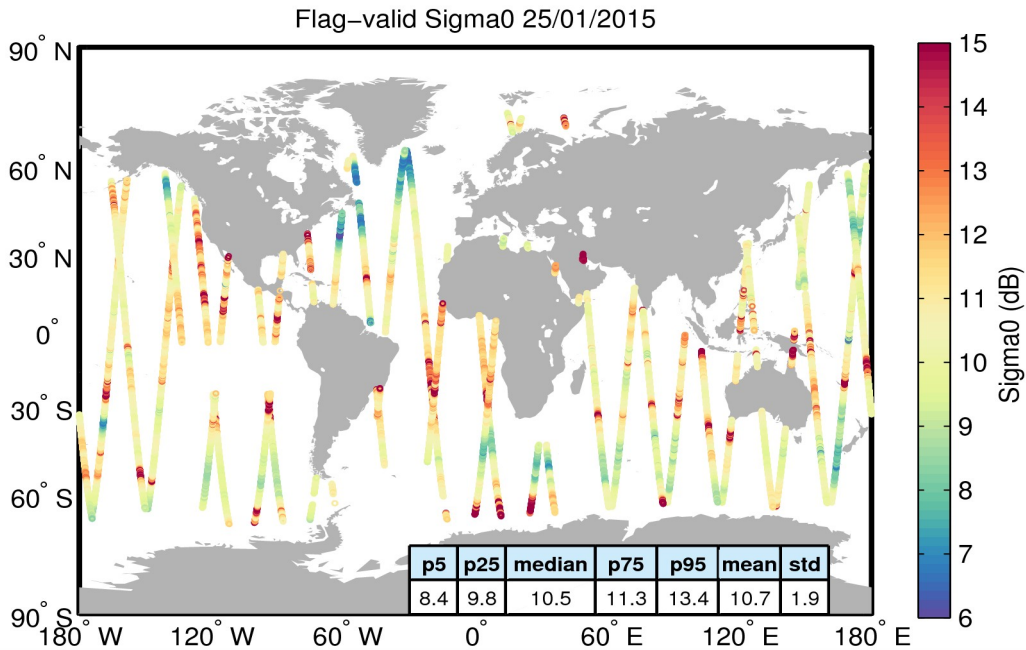 Flag−valid Sigma0 25/01/2015
90° N
60° N
30° N
0°
30° S
60° S
90° S
180° W 120° W 60° W 0° 60° E 120° E 180° E
p5 p25 median p75 p95 mean std
8.4 9.8 10.5 11.3 13.4 10.7 1.9
15
14
13
12
11
10
9
8
7
6
Sigma0 (dB)